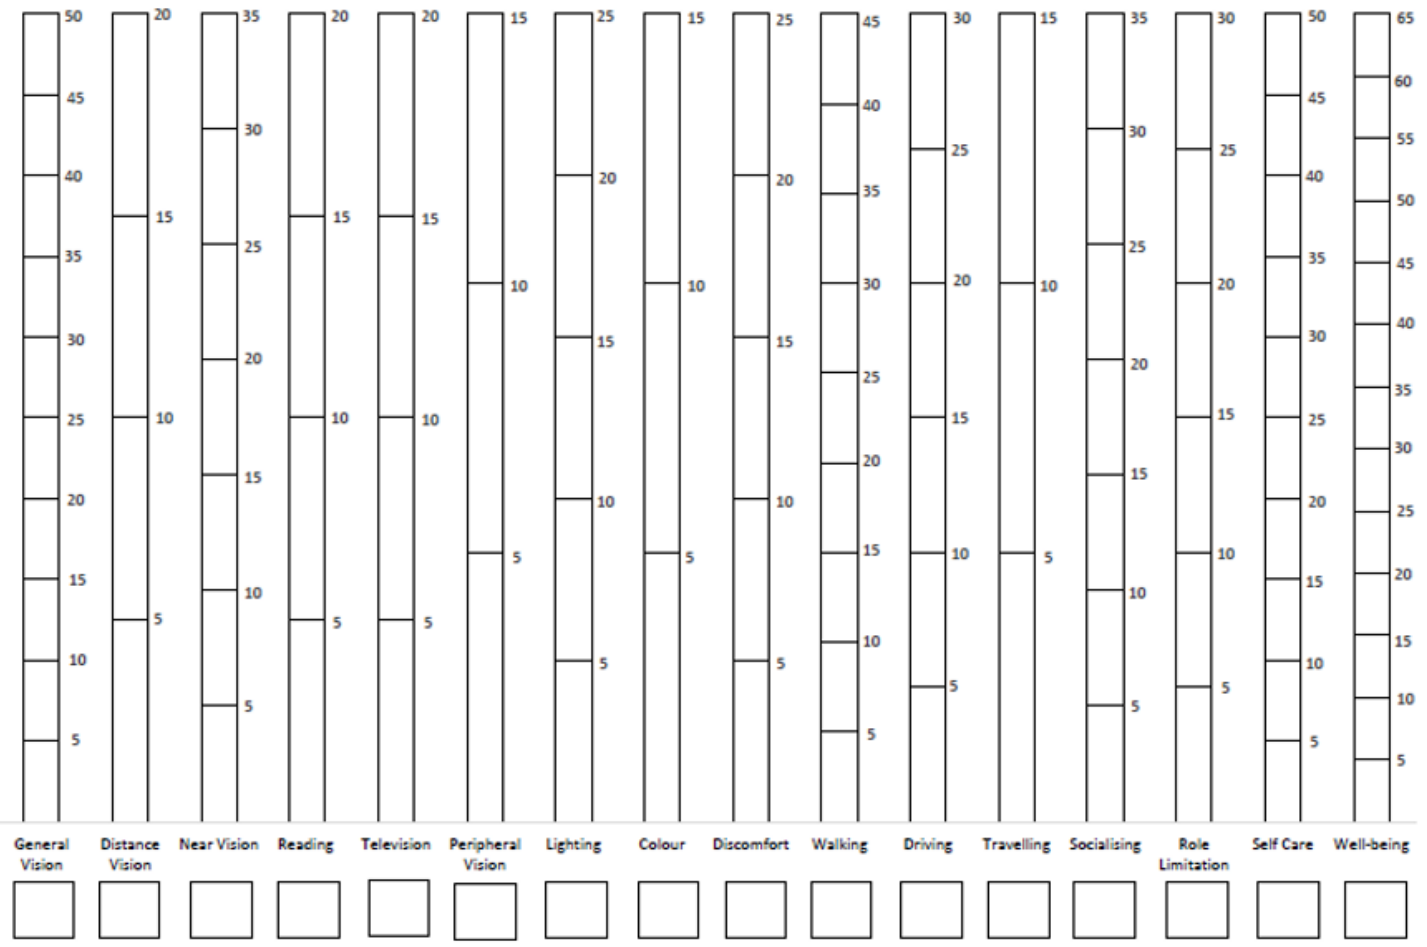 50 20 35 20 20 15 25 15 25 45 30 15 35 30 50 65
45 30 40 25 30 25 45 60
40 15 25 15 15 10 20 10 20 35 20 10 25 20 40 55
35 20 10 10 15 15 30 15 20 15 35 50
30 15 5 10 5 10 25 10 5 15 10 30 45
25 10 5 5 5 5 20 5 10 5 25 40
20 5 15 5 20 35
15 10 15 30
10 5 10 25
5 5 20
15
10
5
General Vision
Distance Vision
Near Vision
Reading
Television
Peripheral Vision
Lighting
Colour
Discomfort
Walking
Driving
Travelling
Socialising
Role Limitation
Self Care
Well-being